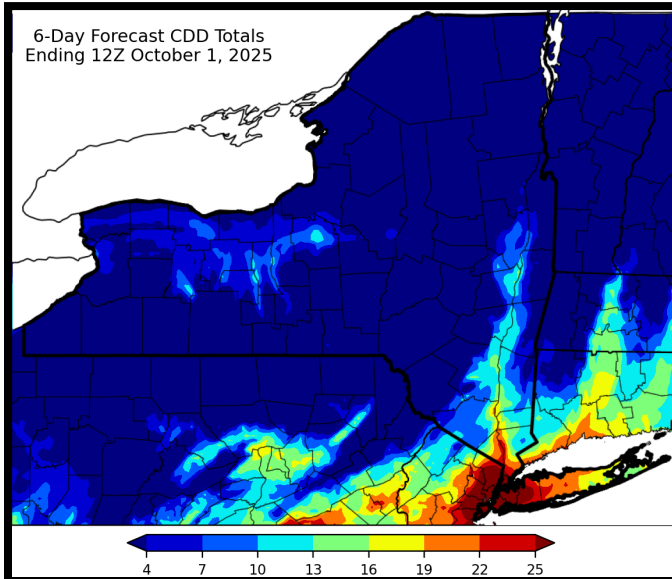 6-Day Forecast CDD Totals
Ending 12Z October 1, 2025
4 7 10 13 16 19 22 25